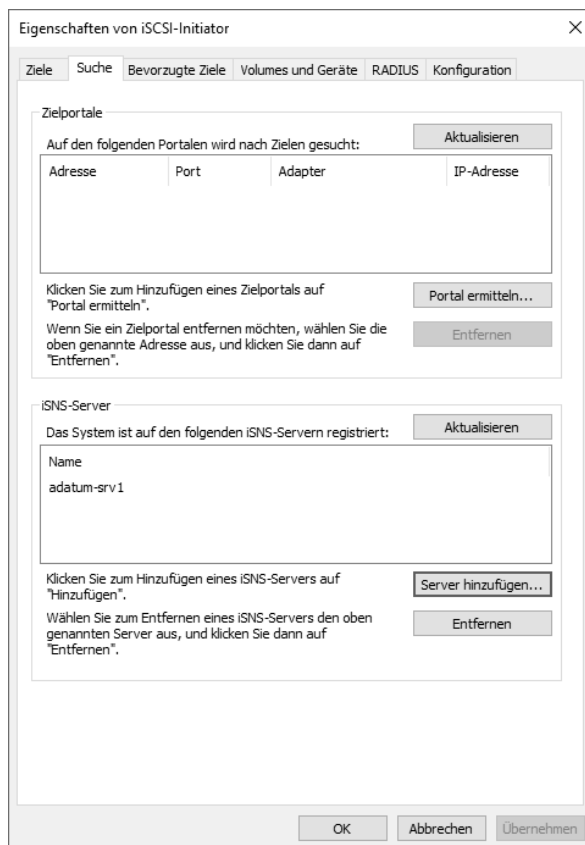 Eigenschaften von iSCSI-Initiator
Ziele Suche Bevorzugte Ziele Volumes und Geräte RADIUS Konfiguration
Zielportale
Auf den folgenden Portalen wird nach Zielen gesucht:
Aktualisieren
Adresse Port Adapter IP-Adresse
Klicken Sie zum Hinzufügen eines Zielportals auf
"Portal ermitteln".
Portal ermitteln...
Wenn Sie ein Zielportal entfernen möchten, wählen Sie die
oben genannte Adresse aus, und klicken Sie dann auf
"Entfernen".
Entfernen
iSNS-Server
Das System ist auf den folgenden iSNS-Servern registriert:
Aktualisieren
Name
adatum-srv1
Klicken Sie zum Hinzufügen eines iSNS-Servers auf
"Hinzufügen".
Server hinzufügen...
Wählen Sie zum Entfernen eines iSNS-Servers den oben
genannten Server aus, und klicken Sie dann auf
"Entfernen".
Entfernen
OK Abbrechen Übernehmen